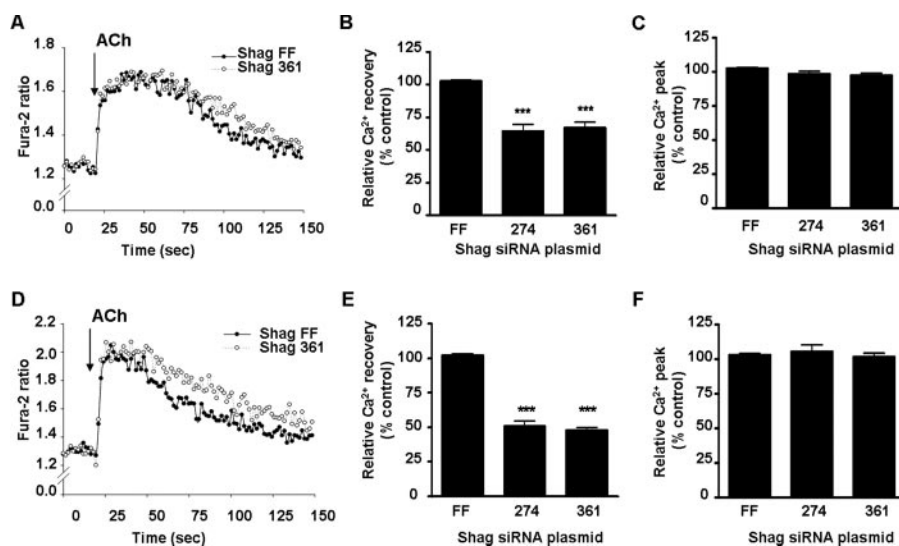 A
ACh
Shag FF
Shag 361
Fura-2 ratio
1.8
1.6
1.4
1.2
0.0
0 25 50 75 100 125 150
Time (sec)
B
Relative Ca²⁺ recovery
(% control)
125
100
75
50
25
0
***
***
FF 274 361
Shag siRNA plasmid
C
Relative Ca²⁺ peak
(% control)
125
100
75
50
25
0
FF 274 361
Shag siRNA plasmid
D
ACh
Shag FF
Shag 361
Fura-2 ratio
2.2
2.0
1.8
1.6
1.4
1.2
0.0
0 25 50 75 100 125 150
Time (sec)
E
Relative Ca²⁺ recovery
(% control)
125
100
75
50
25
0
***
***
FF 274 361
Shag siRNA plasmid
F
Relative Ca²⁺ peak
(% control)
125
100
75
50
25
0
FF 274 361
Shag siRNA plasmid